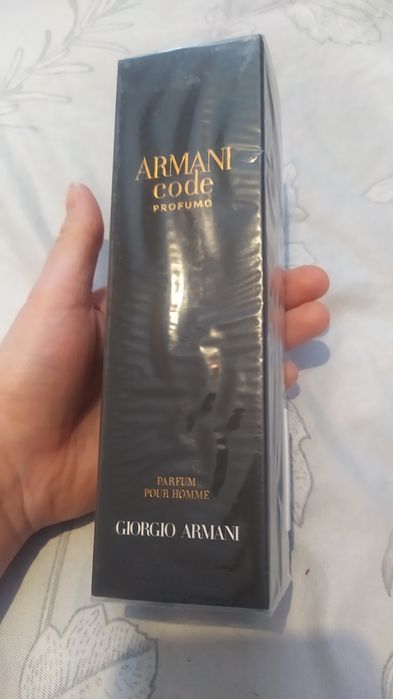 ARMANI
code
PROFUMO
PARFUM
POUR HOMME
GIORGIO ARMANI